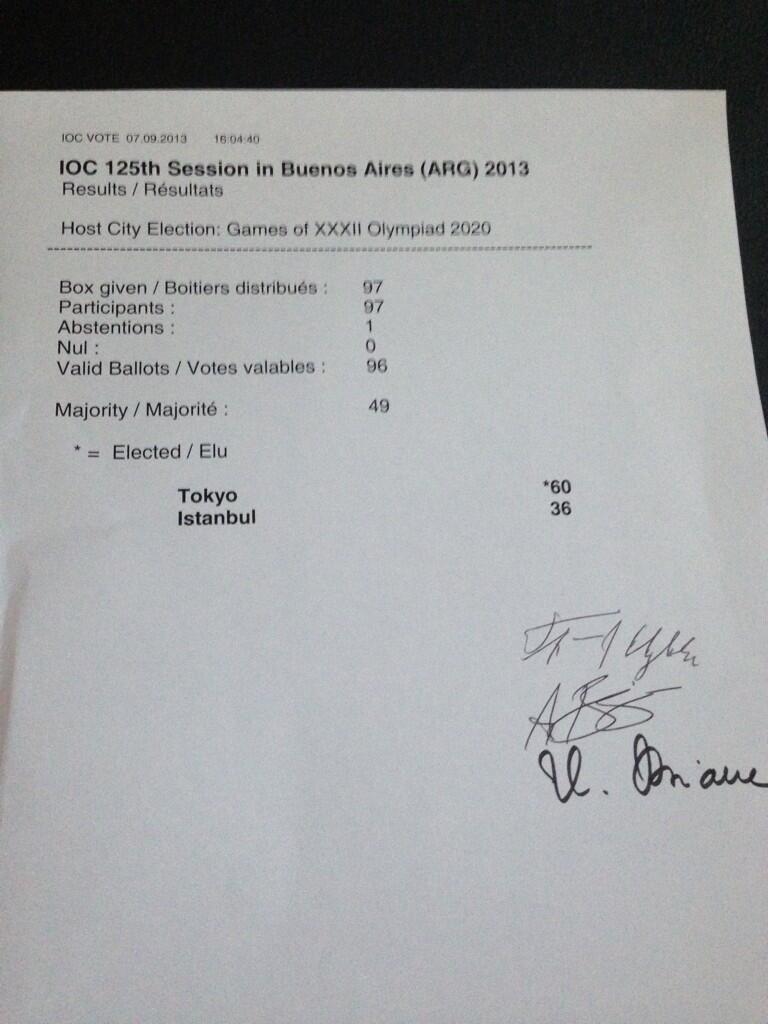 IOC VOTE 07.09.2013 16:04:40
IOC 125th Session in Buenos Aires (ARG) 2013
Results / Résultats
Host City Election: Games of XXXII Olympiad 2020
Box given / Boitiers distribués : 97
Participants : 97
Abstentions : 1
Nul : 0
Valid Ballots / Votes valables : 96
Majority / Majorité : 49
* = Elected / Elu
Tokyo *60
Istanbul 36